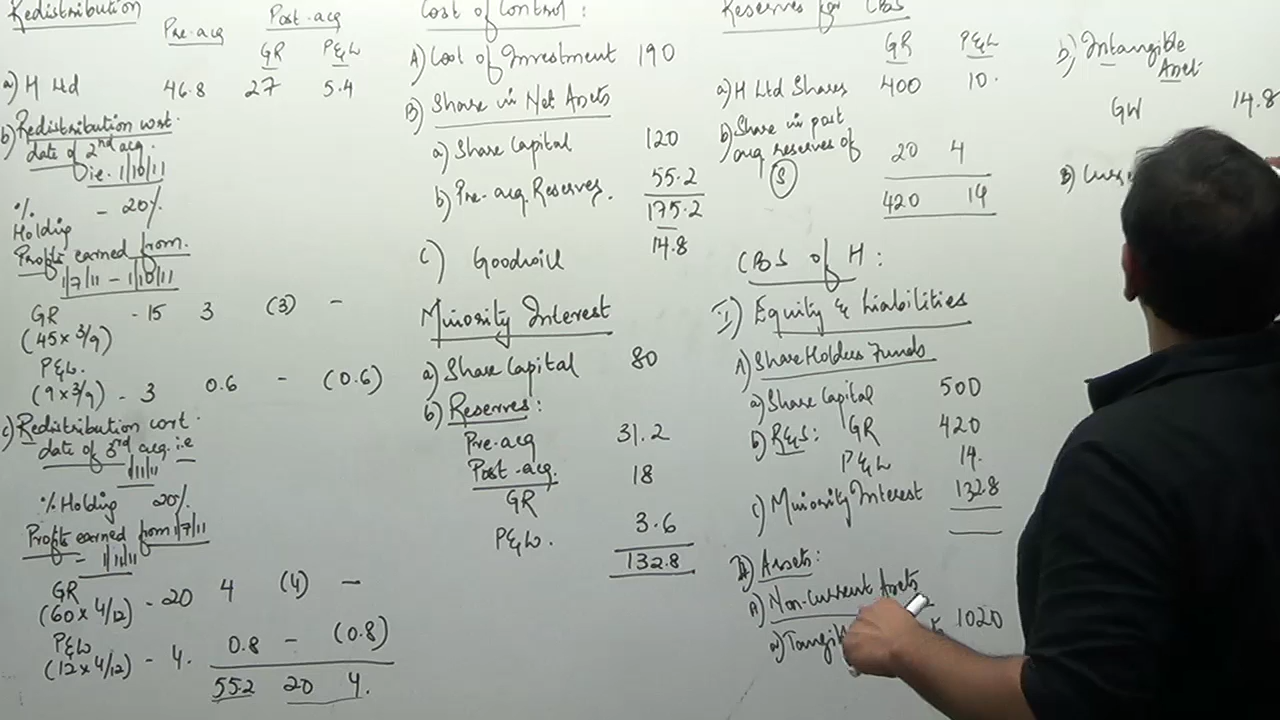 Redistribution
Post-acq
Pre-acq
GR P&L
a) H Ltd 46.8 27 5.4
b) Redistribution wort.
date of 2nd acq.
i.e. 1/10/11
% - 20%
Holding
Profits earned from
1/7/11 - 1/10/11
GR - 15 3 (3) -
(45 x 3/9)
P&L.
(9 x 3/9) - 3 0.6 - (0.6)
c) Redistribution wort.
date of 3rd acq. i.e
1/11/11
% Holding 20%
Profits earned from 1/7/11
- 1/11/11
GR
(60 x 4/12) - 20 4 (4) -
P&L
(12 x 4/12) - 4. 0.8 - (0.8)
55.2 20 4.
Cost of Control:
A) Cost of Investment 190
B) Share in Net Assets
a) Share Capital 120
b) Pre-acq Reserves. 55.2
175.2
C) Goodwill 14.8
Minority Interest
a) Share Capital 80
b) Reserves:
Pre-acq 31.2
Post-acq. 18
GR
P&L. 3.6
132.8
Reserves for CBS
GR P&L
a) H Ltd Shares 400 10.
b) Share in post
acq reserves of 20 4
S
420 14
CBS of H:
I) Equity & Liabilities
A) ShareHolders Funds
a) Share Capital 500
b) R&S: GR 420
P&L 14.
c) Minority Interest 132.8
II) Assets:
A) Non-Current Assets
a) 1020
b) Intangible
Asset
GW 14.8
B)